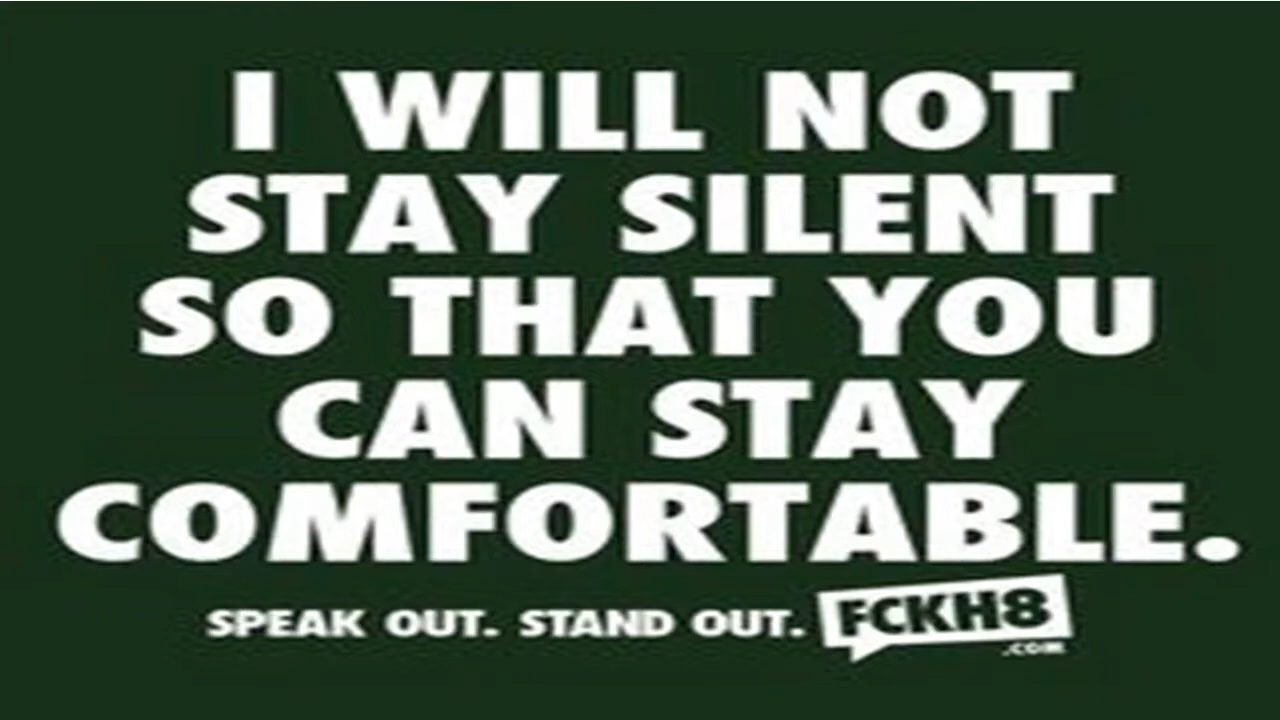 I WILL NOT
STAY SILENT
SO THAT YOU
CAN STAY
COMFORTABLE.
SPEAK OUT. STAND OUT. FCKH8
.COM